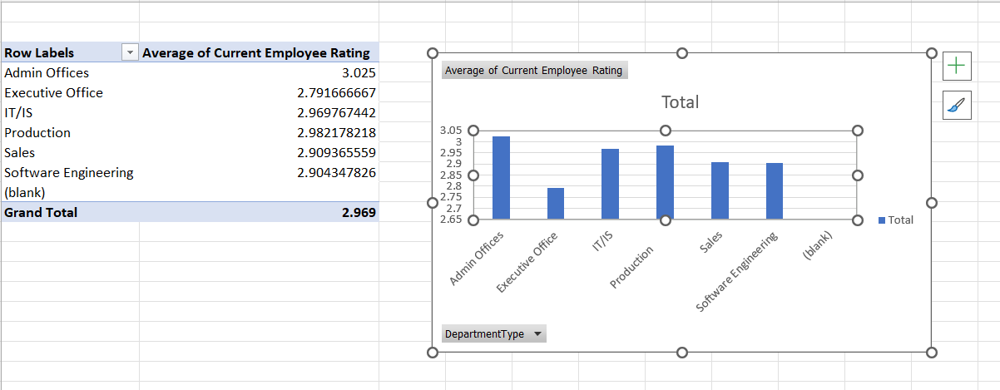 Row Labels Average of Current Employee Rating
Admin Offices 3.025
Executive Office 2.791666667
IT/IS 2.969767442
Production 2.982178218
Sales 2.909365559
Software Engineering 2.904347826
(blank)
Grand Total 2.969
Average of Current Employee Rating
Total
3.05
3
2.95
2.9
2.85
2.8
2.75
2.7
2.65
Admin Offices
Executive Office
IT/IS
Production
Sales
Software Engineering
(blank)
Total
DepartmentType